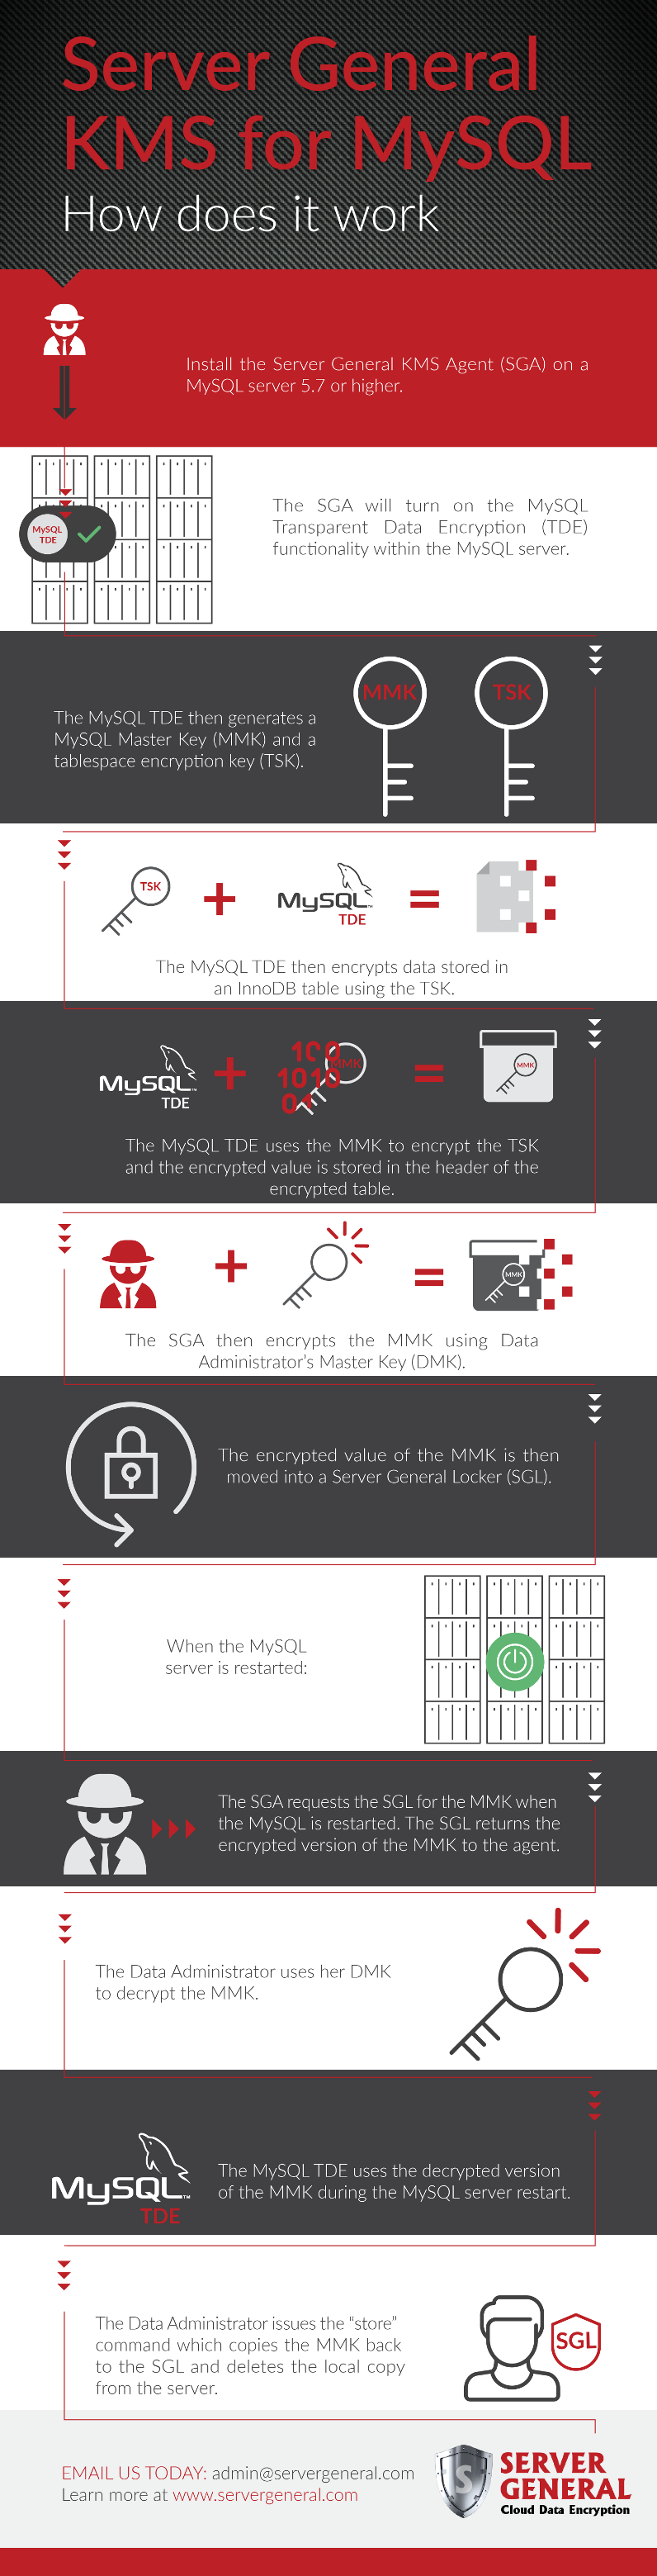 Server General
KMS for MySQL
How does it work
Install the Server General KMS Agent (SGA) on a
MySQL server 5.7 or higher.
MySQL
TDE
The SGA will turn on the MySQL
Transparent Data Encryption (TDE)
functionality within the MySQL server.
The MySQL TDE then generates a
MySQL Master Key (MMK) and a
tablespace encryption key (TSK).
MMK
TSK
TSK
MySQL
TDE
The MySQL TDE then encrypts data stored in
an InnoDB table using the TSK.
MySQL
TDE
100
1010
01
MMK
MMK
The MySQL TDE uses the MMK to encrypt the TSK
and the encrypted value is stored in the header of the
encrypted table.
MMK
The SGA then encrypts the MMK using Data
Administrator's Master Key (DMK).
The encrypted value of the MMK is then
moved into a Server General Locker (SGL).
When the MySQL
server is restarted:
The SGA requests the SGL for the MMK when
the MySQL is restarted. The SGL returns the
encrypted version of the MMK to the agent.
The Data Administrator uses her DMK
to decrypt the MMK.
MySQL™
TDE
The MySQL TDE uses the decrypted version
of the MMK during the MySQL server restart.
The Data Administrator issues the “store”
command which copies the MMK back
to the SGL and deletes the local copy
from the server.
SGL
EMAIL US TODAY: admin@servergeneral.com
Learn more at www.servergeneral.com
S
SERVER
GENERAL
Cloud Data Encryption